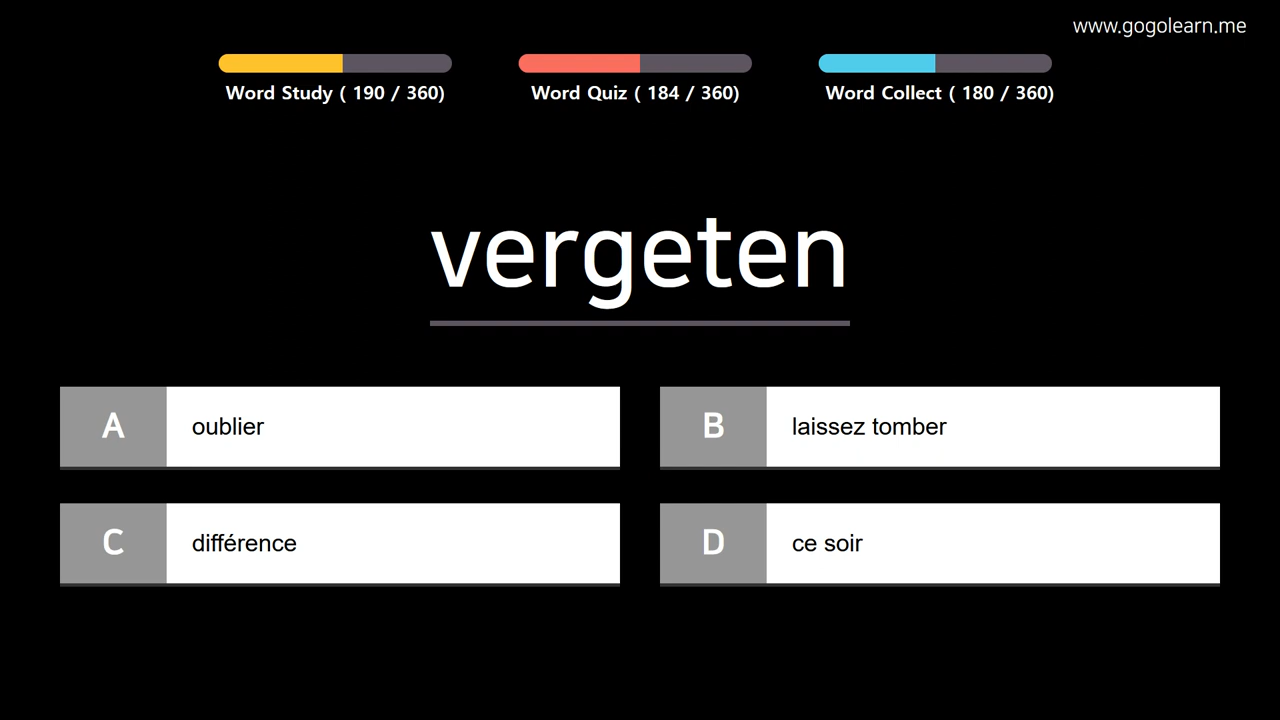 www.gogolearn.me
Word Study ( 190 / 360)
Word Quiz ( 184 / 360)
Word Collect ( 180 / 360)
vergeten
A oublier
B laissez tomber
C différence
D ce soir